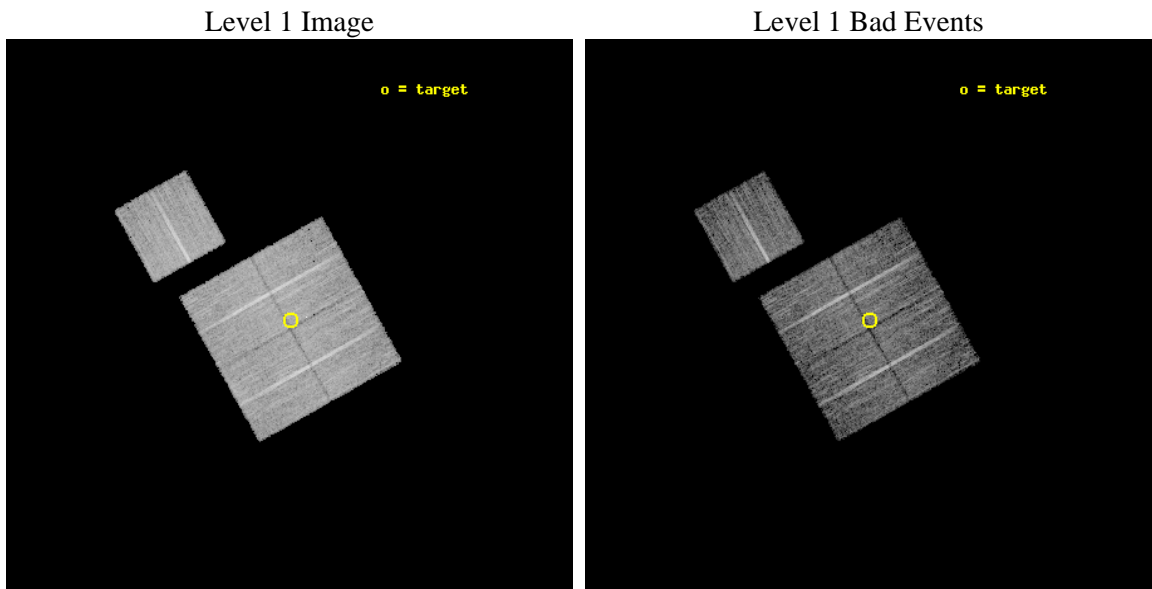 Level 1 Image
Level 1 Bad Events
o = target
o = target